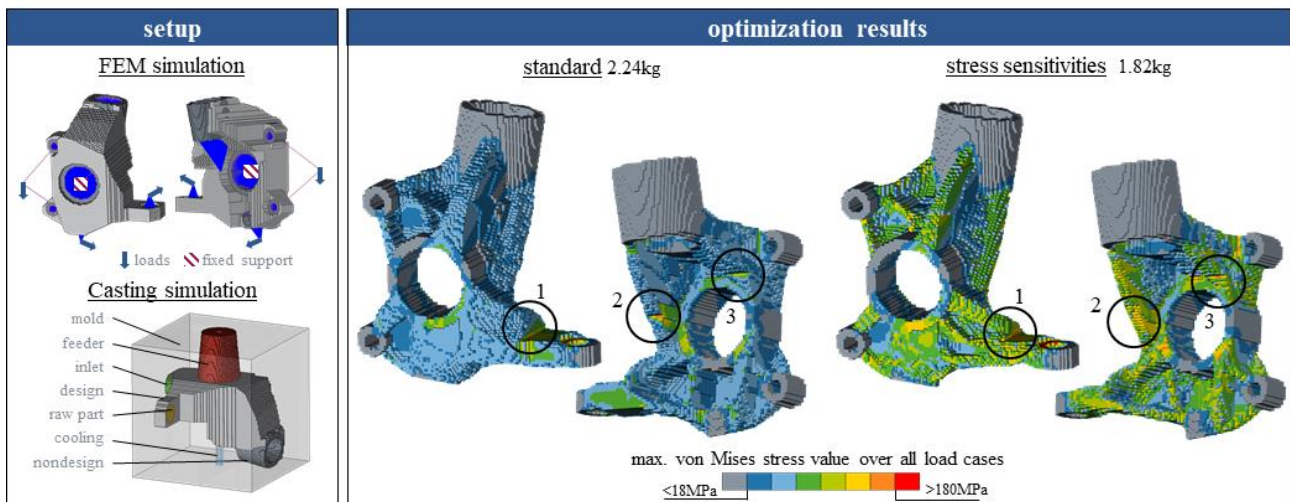 setup
FEM simulation
loads fixed support
Casting simulation
mold
feeder
inlet
design
raw part
cooling
nondesign
optimization results
standard 2.24kg
stress sensitivities 1.82kg
1
2
3
1
2
3
max. von Mises stress value over all load cases
<18MPa >180MPa